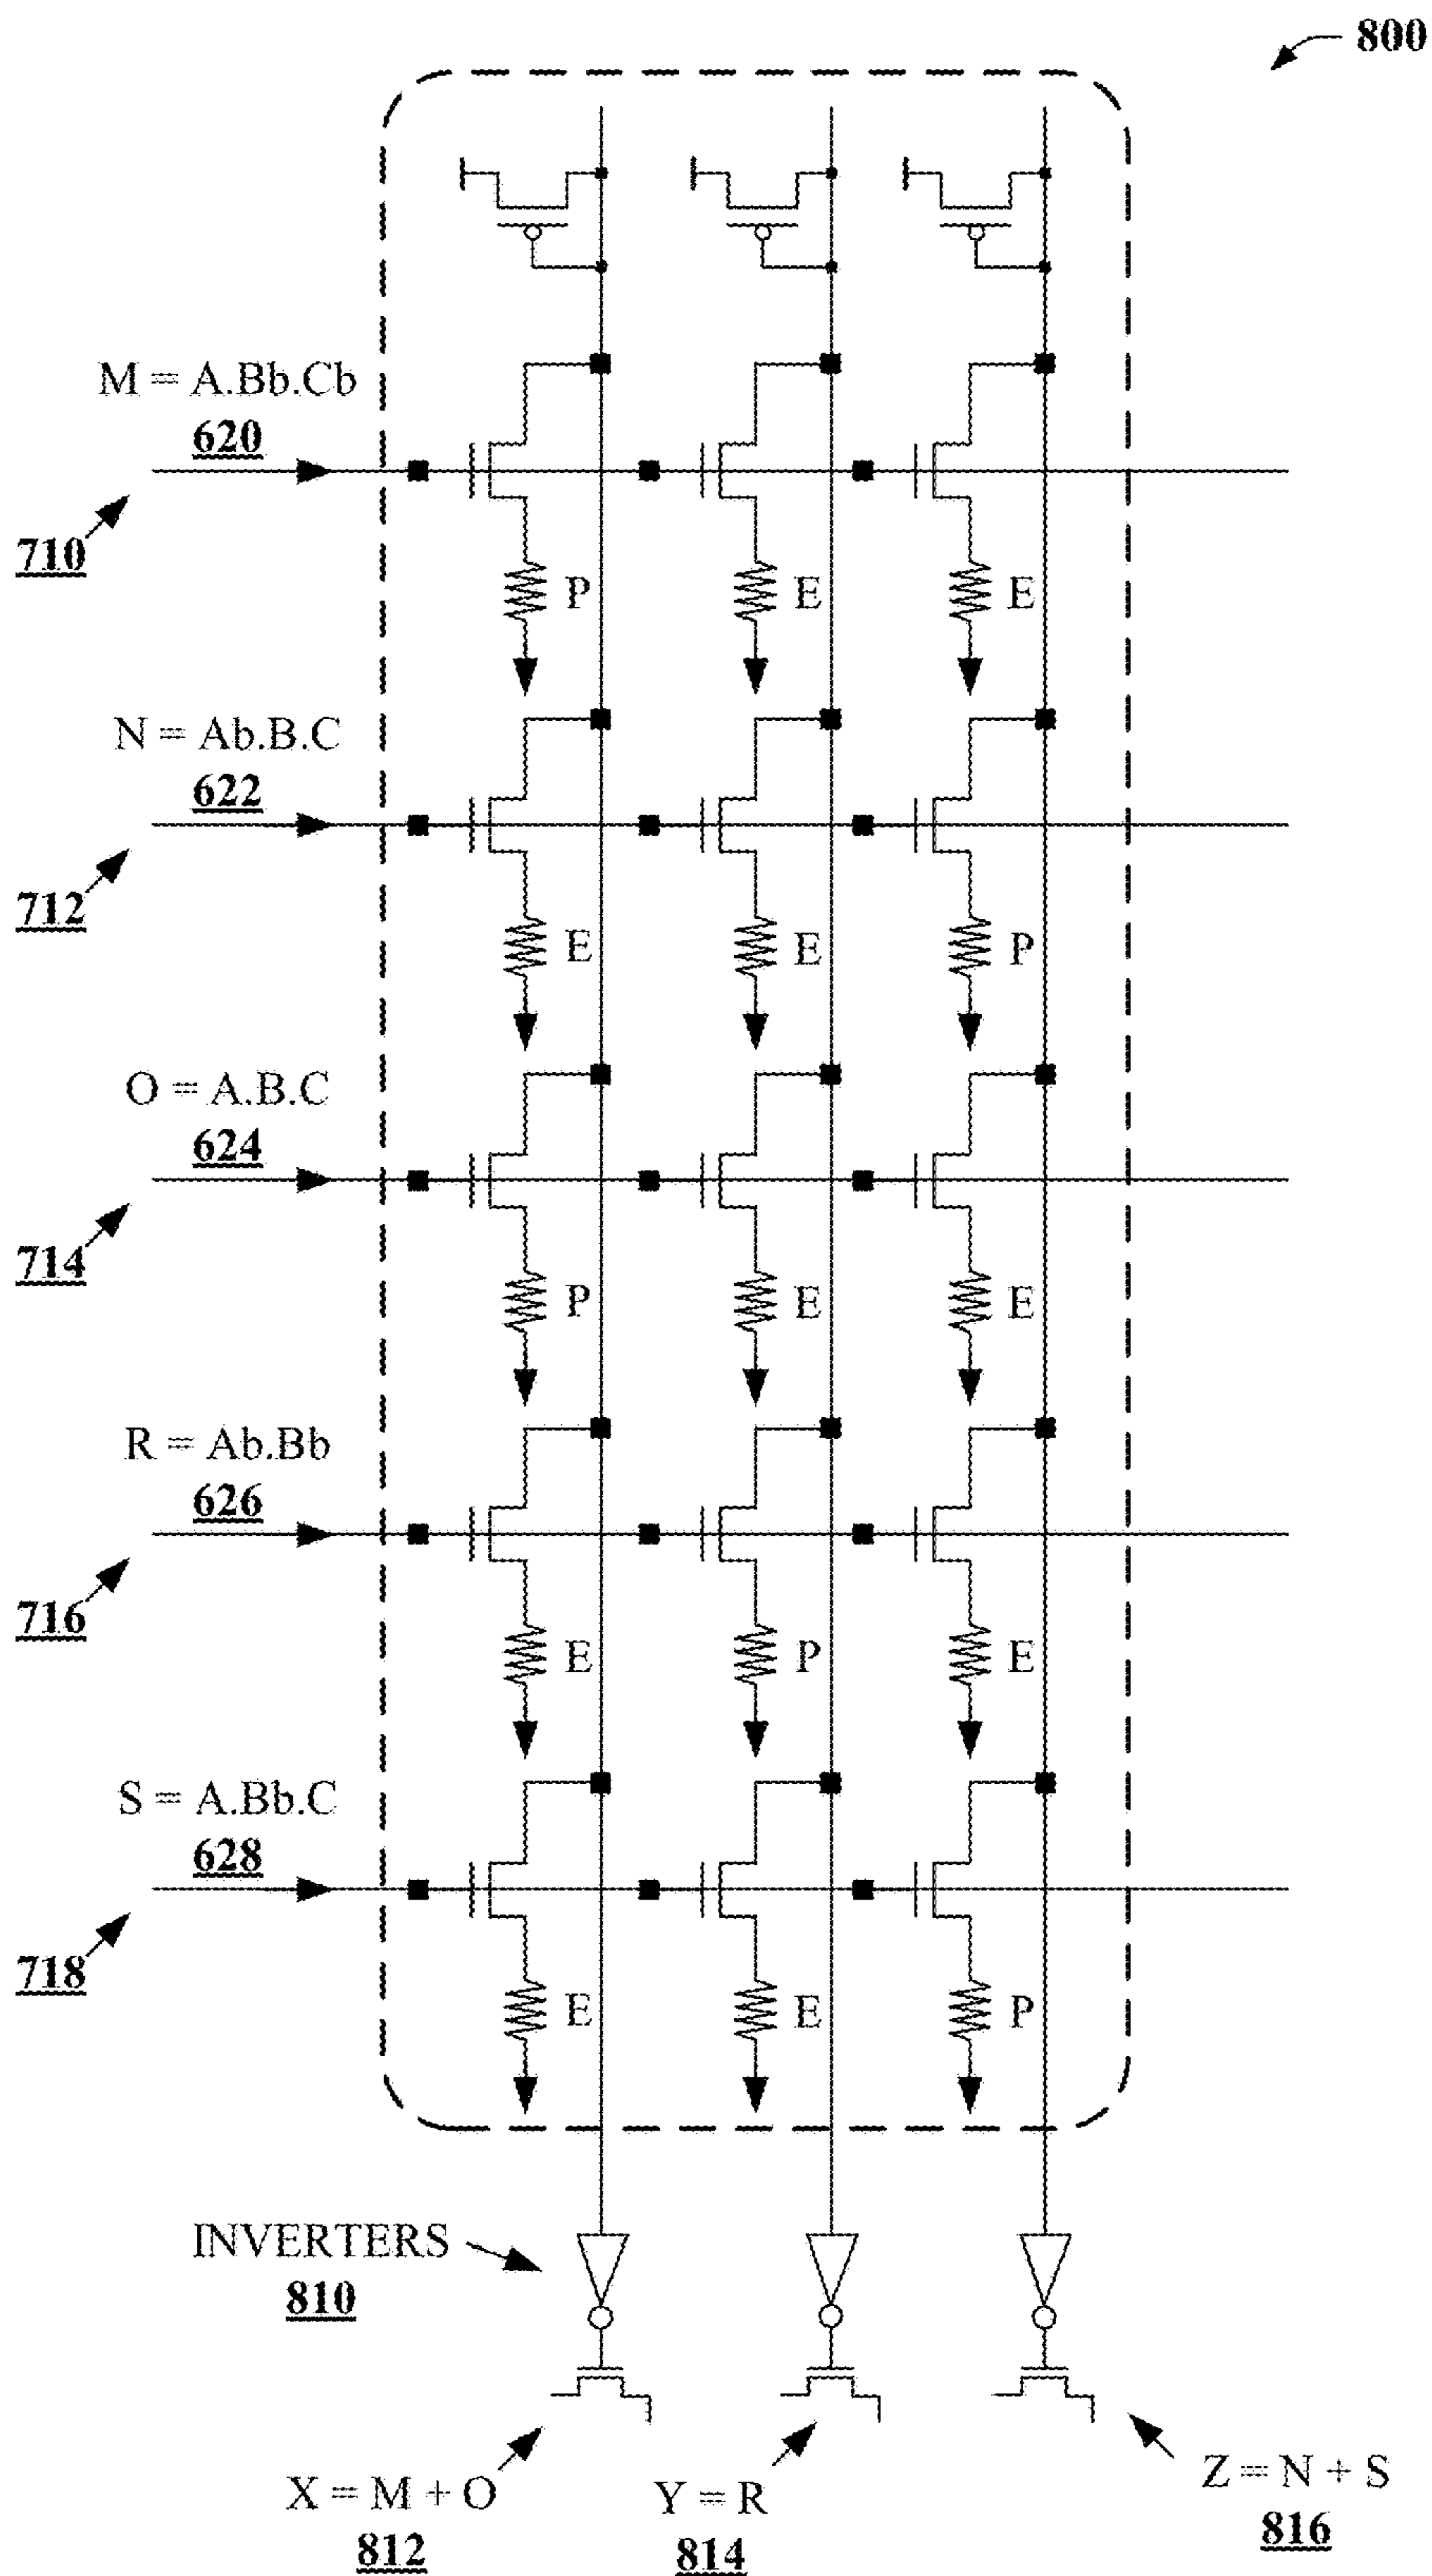 800
M = A.Bb.Cb
620
710
P E E
N = Ab.B.C
622
712
E E P
O = A.B.C
624
714
P E E
R = Ab.Bb
626
716
E P E
S = A.Bb.C
628
718
E E P
INVERTERS
810
X = M + O
812
Y = R
814
Z = N + S
816